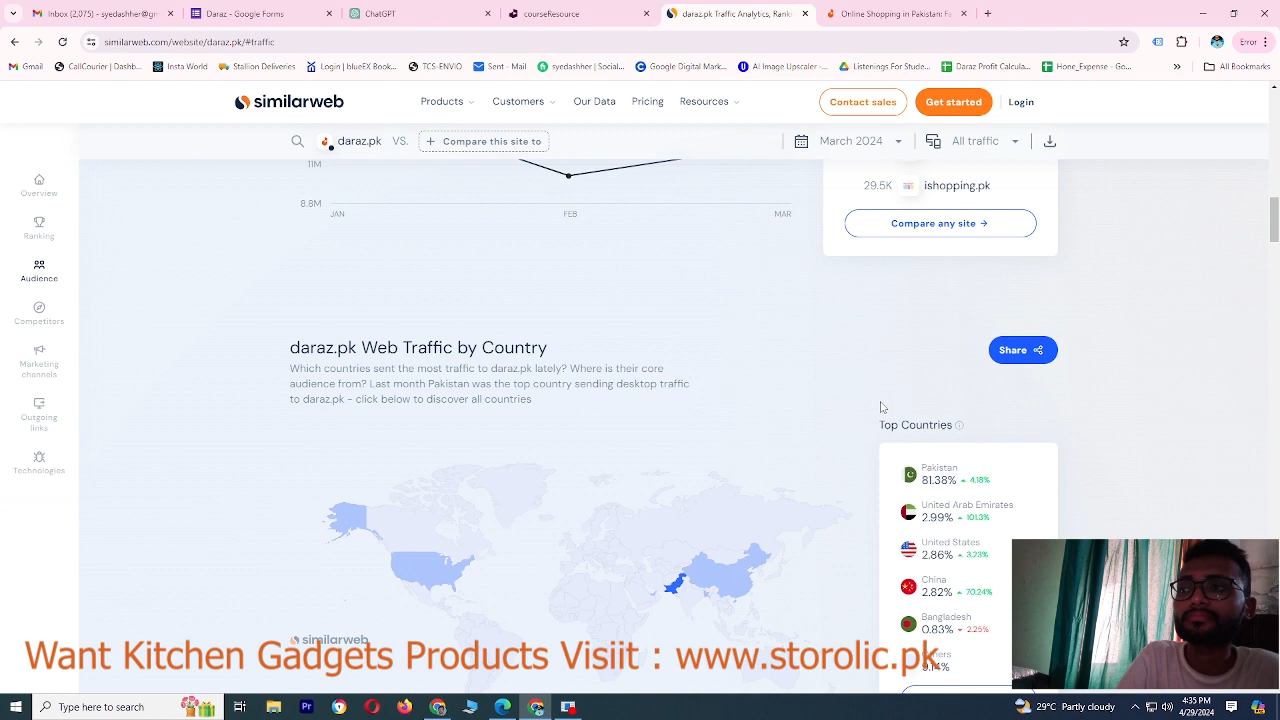 Inbox (2,075) - syedashher@gm
ChatGPT
couresDasher
daraz.pk Traffic Analytics, Rank
Online Shopping in Pakistan: Fa
similarweb.com/website/daraz.pk/#traffic
Error
Gmail
CallCourier / Dashb...
Insta World
Stallion Deliveries
Login | blueEX Book...
TCS-ENVIO
Sent - Mail
syedashher | Social...
Google Digital Mark...
AI Image Upscaler -...
Listenings For Stude...
Daraz Profit Calculat...
Home_Expense - Go...
»
All Bookmarks
similarweb
Products
Customers
Our Data
Pricing
Resources
Contact sales
Get started
Login
daraz.pk VS. + Compare this site to
March 2024
All traffic
Overview
Ranking
Audience
Competitors
Marketing
channels
Outgoing
links
Technologies
11M
8.8M
JAN
FEB
MAR
29.5K ishopping.pk
Compare any site →
daraz.pk Web Traffic by Country
Share
Which countries sent the most traffic to daraz.pk lately? Where is their core
audience from? Last month Pakistan was the top country sending desktop traffic
to daraz.pk - click below to discover all countries
Top Countries
Pakistan
81.38% 4.18%
United Arab Emirates
2.99% 101.3%
United States
2.86% 3.23%
China
2.82% 70.24%
Bangladesh
0.83% 2.25%
9.14%
similarweb
Want Kitchen Gadgets Products Visiit : www.storolic.pk
Type here to search
29°C Partly cloudy
4:35 PM
4/20/2024